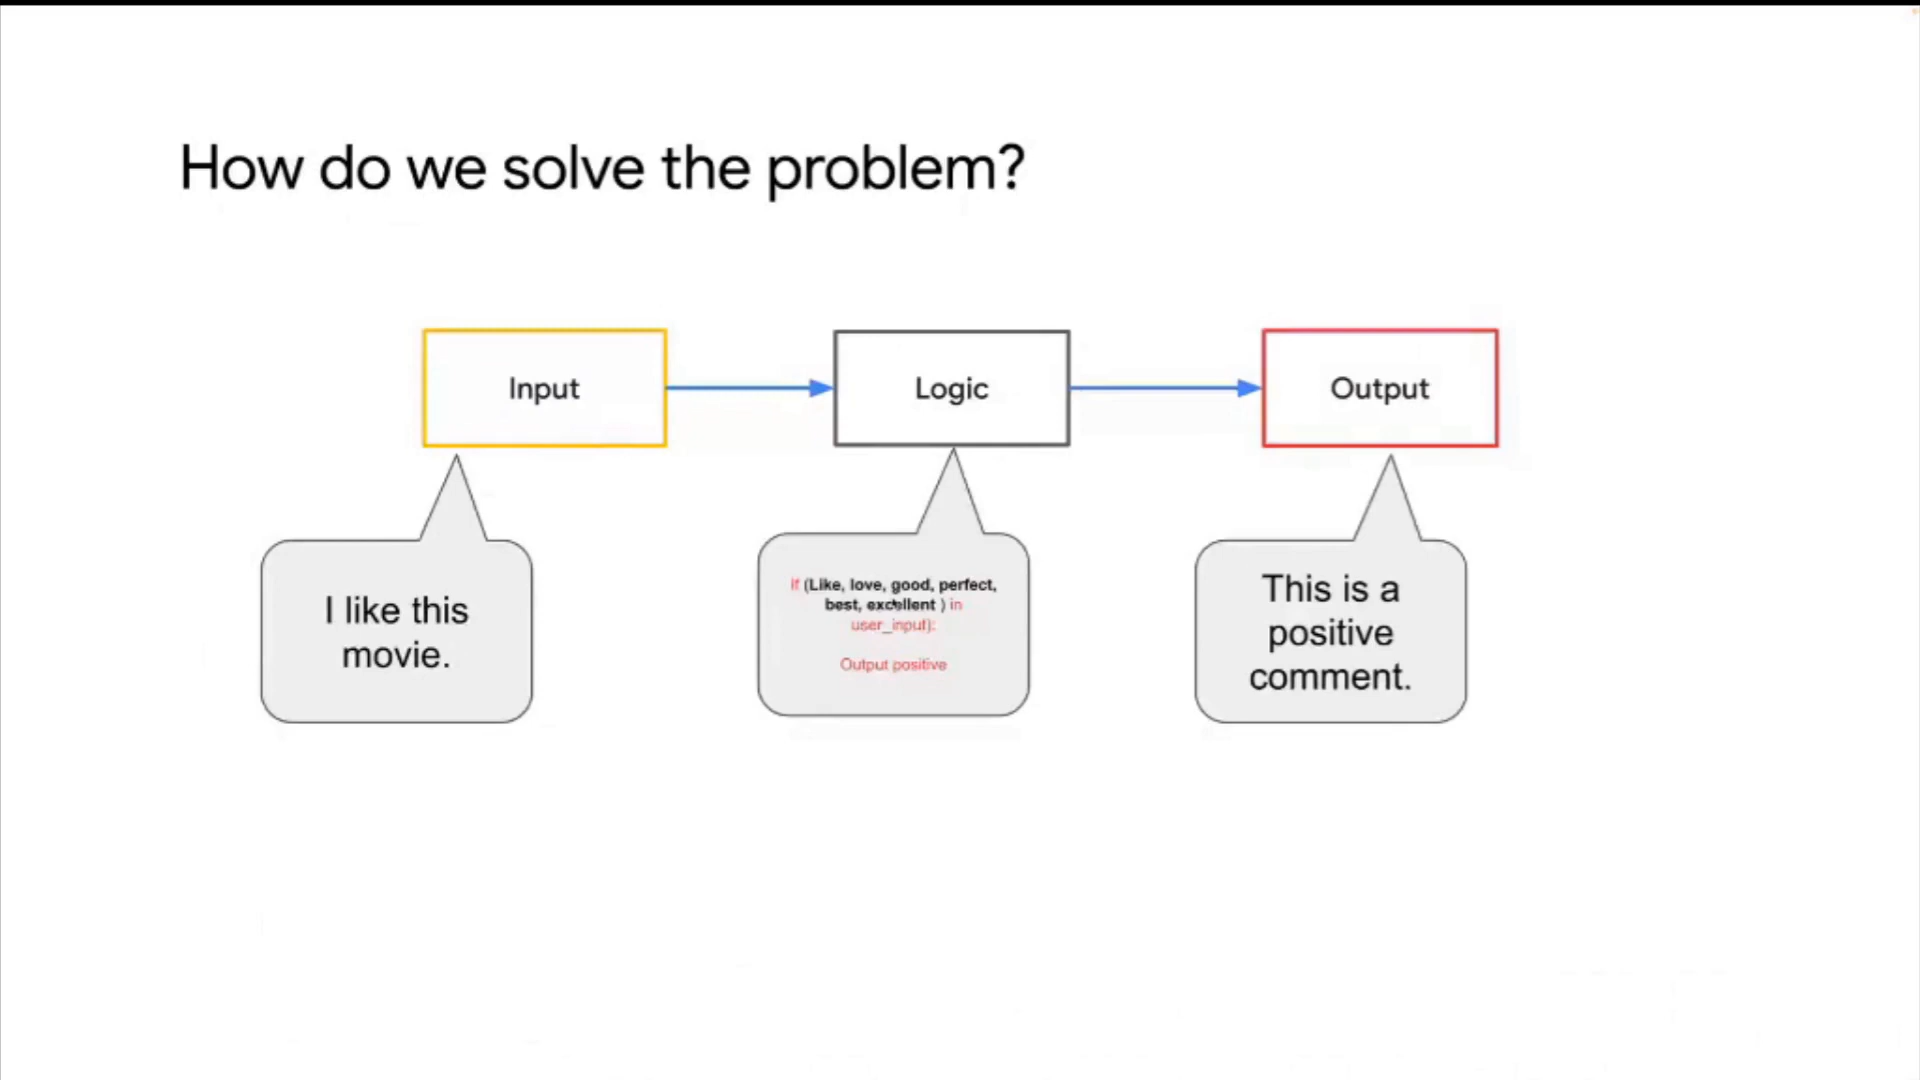 How do we solve the problem?
Input
Logic
Output
I like this
movie.
if (Like, love, good, perfect,
best, excellent ) in
user_input):
Output positive
This is a
positive
comment.